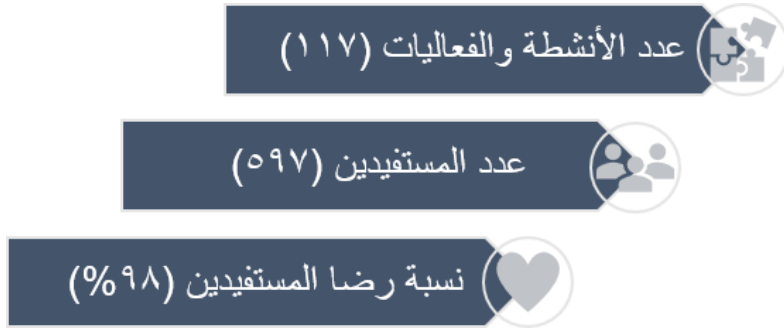 عدد الأنشطة والفعاليات (١١٧)
عدد المستفيدين (٥٩٧)
نسبة رضا المستفيدين (٩٨%)